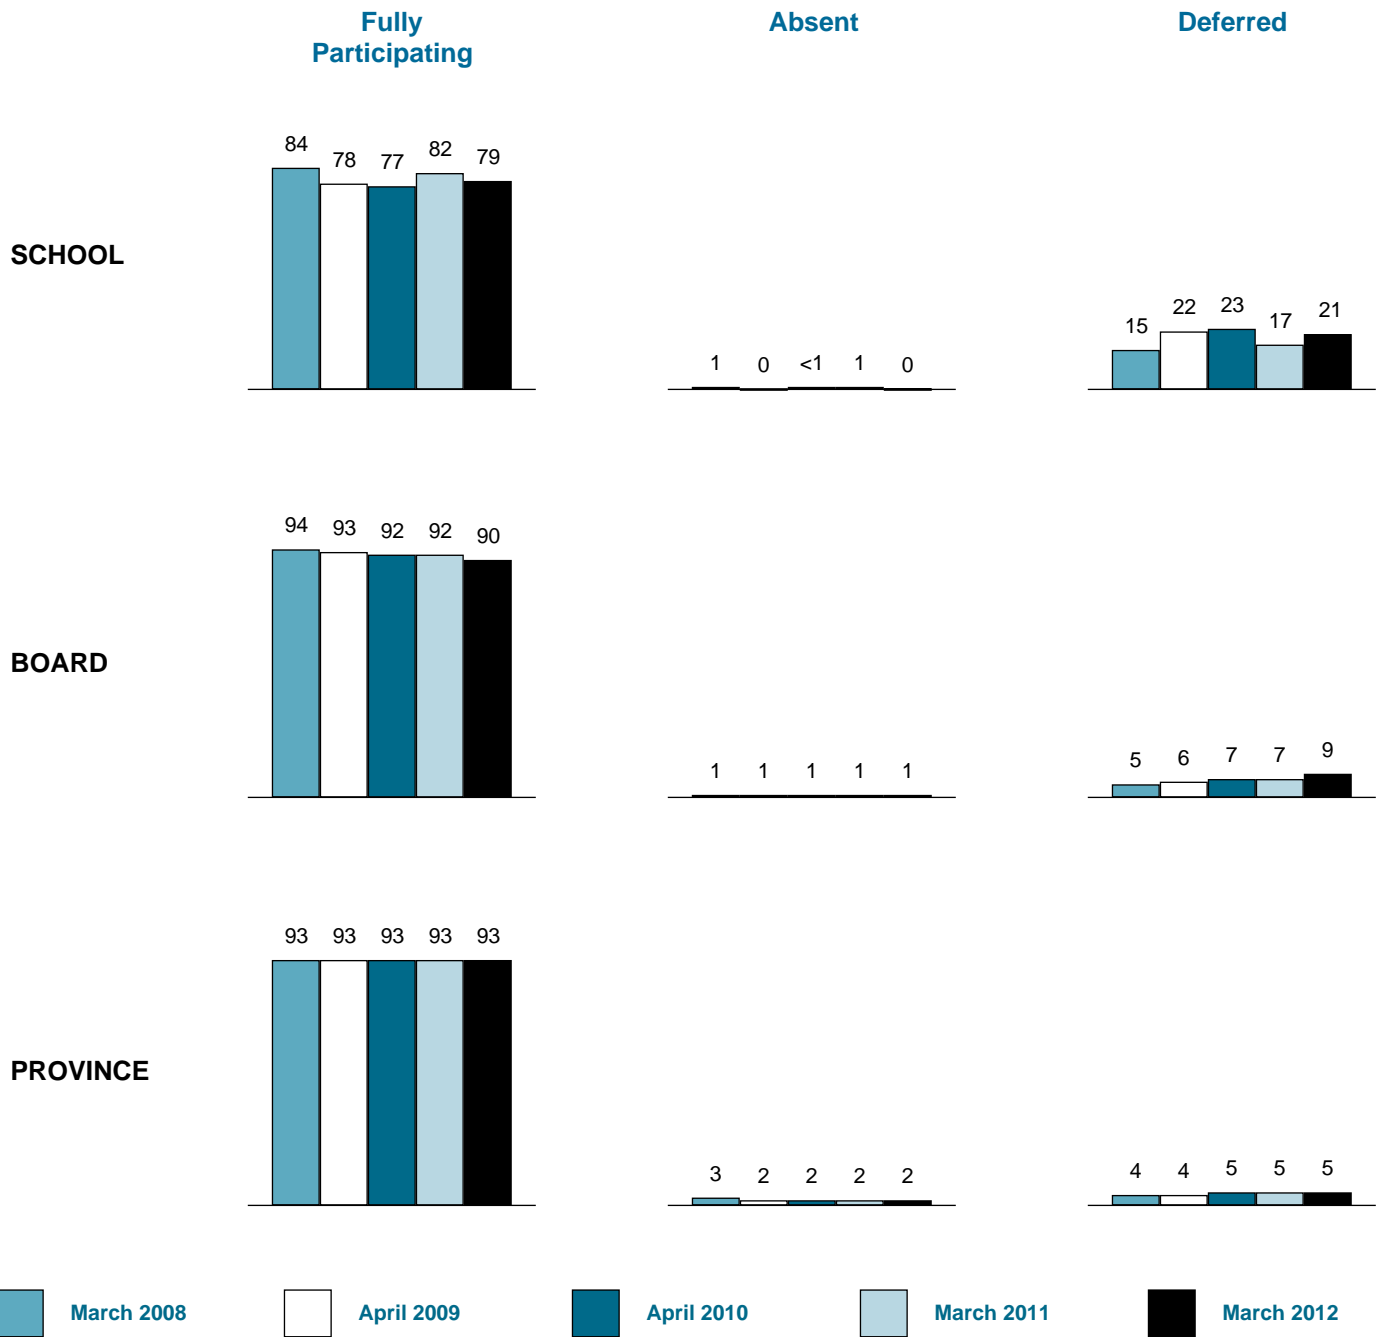 Fully
Participating
Absent
Deferred
SCHOOL
84 78 77 82 79
1 0 <1 1 0
15 22 23 17 21
BOARD
94 93 92 92 90
1 1 1 1 1
5 6 7 7 9
PROVINCE
93 93 93 93 93
3 2 2 2 2
4 4 5 5 5
March 2008 April 2009 April 2010 March 2011 March 2012